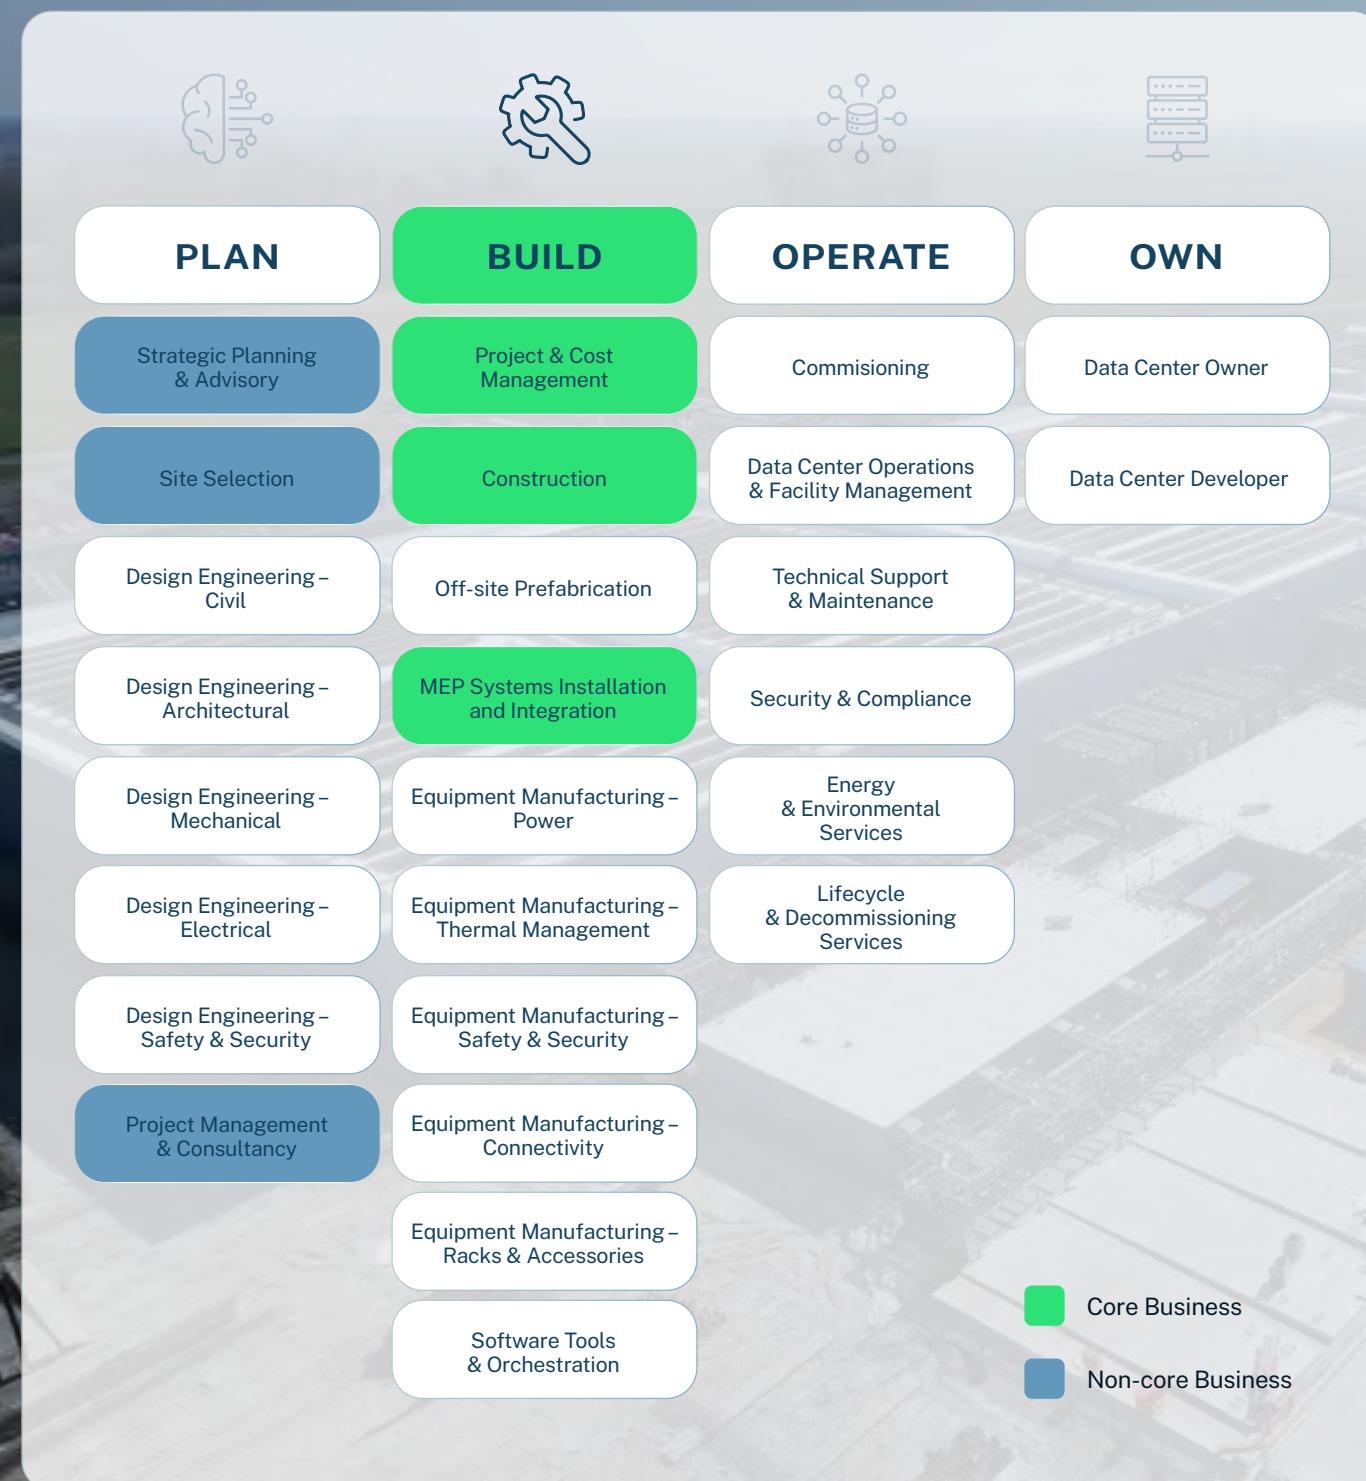 PLAN
Strategic Planning
& Advisory
Site Selection
Design Engineering –
Civil
Design Engineering –
Architectural
Design Engineering –
Mechanical
Design Engineering –
Electrical
Design Engineering –
Safety & Security
Project Management
& Consultancy
BUILD
Project & Cost
Management
Construction
Off-site Prefabrication
MEP Systems Installation
and Integration
Equipment Manufacturing –
Power
Equipment Manufacturing –
Thermal Management
Equipment Manufacturing –
Safety & Security
Equipment Manufacturing –
Connectivity
Equipment Manufacturing –
Racks & Accessories
Software Tools
& Orchestration
OPERATE
Commisioning
Data Center Operations
& Facility Management
Technical Support
& Maintenance
Security & Compliance
Energy
& Environmental
Services
Lifecycle
& Decommissioning
Services
OWN
Data Center Owner
Data Center Developer
Core Business
Non-core Business